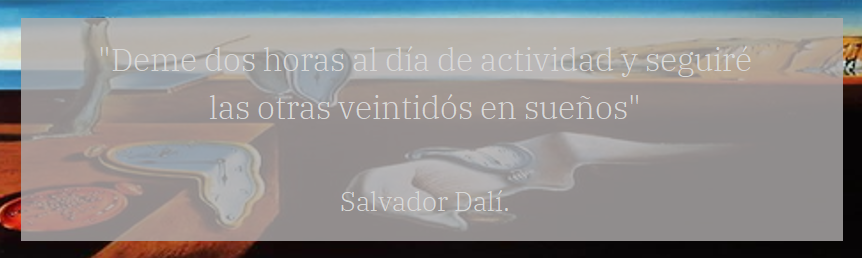 "Deme dos horas al día de actividad y seguiré
las otras veintidós en sueños"
Salvador Dalí.